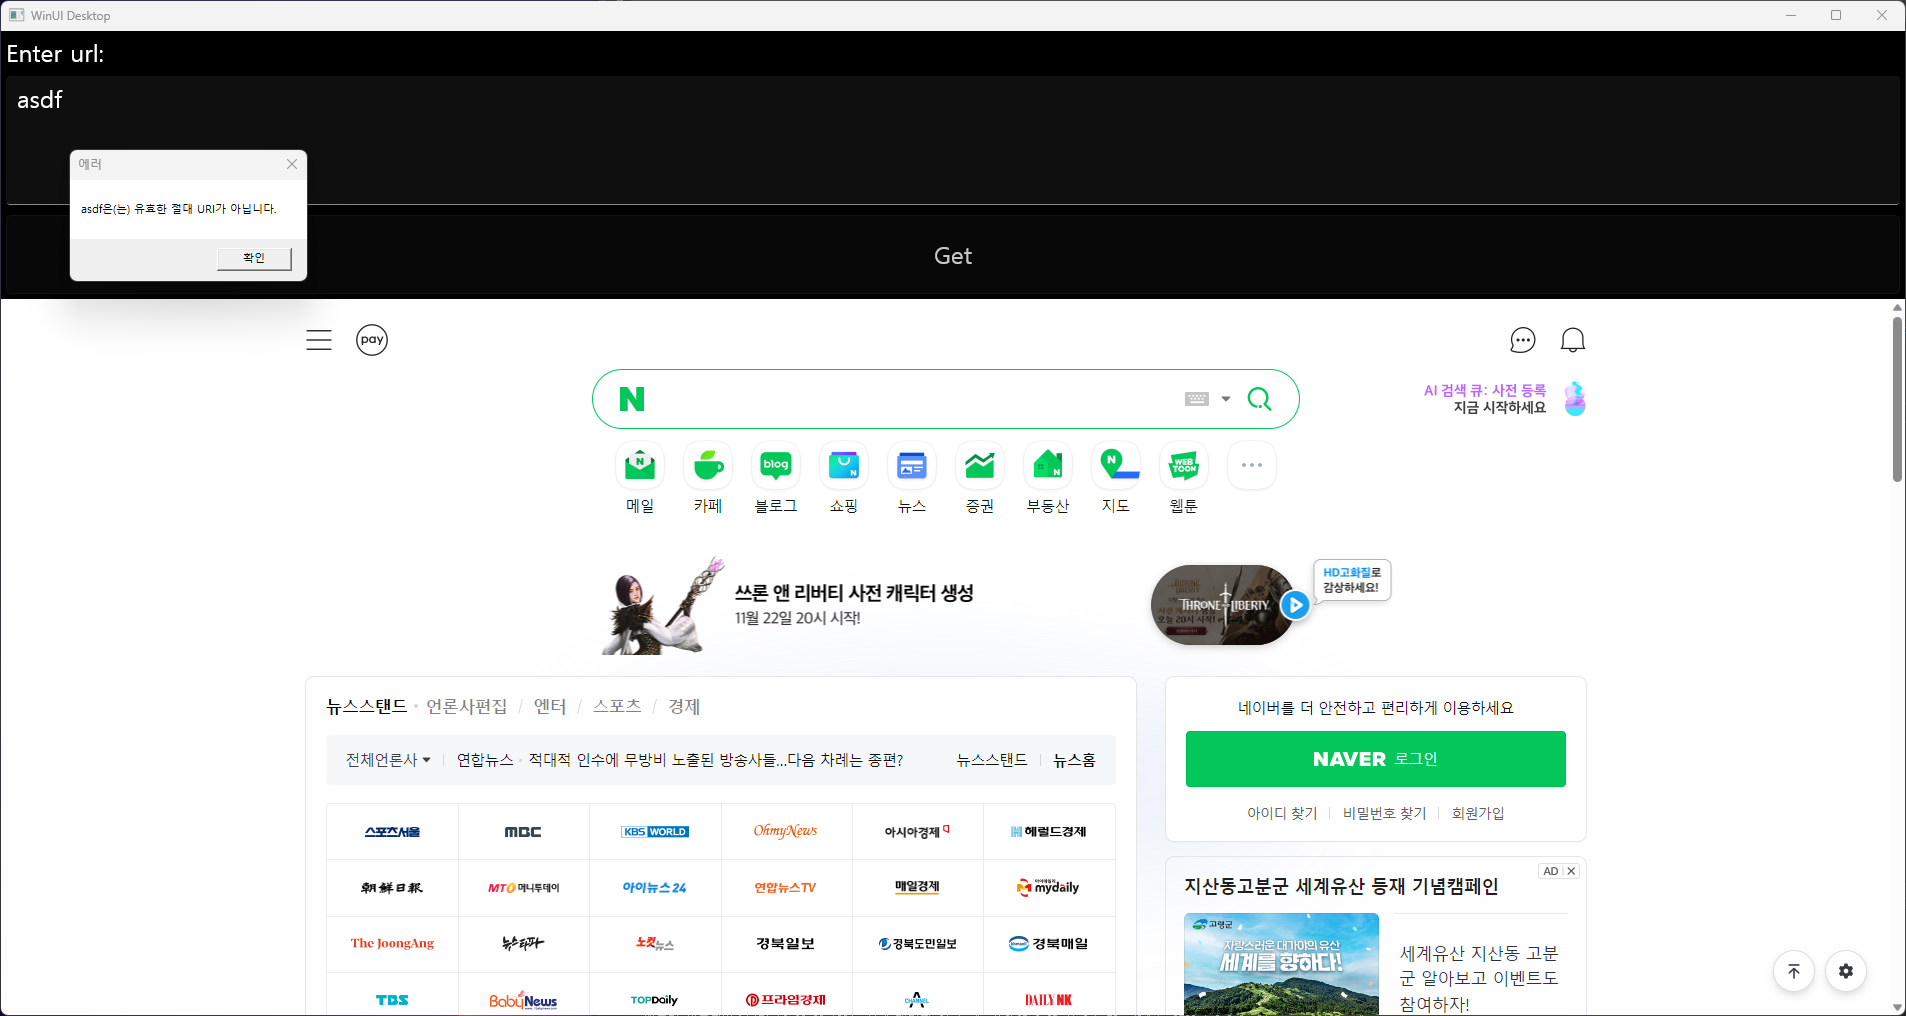 WinUI Desktop
Enter url:
asdf
에러
asdf은(는) 유효한 절대 URI가 아닙니다.
확인
Get
pay
N
AI 검색 큐: 사전 등록
지금 시작하세요
메일 카페 블로그 쇼핑 뉴스 증권 부동산 지도 웹툰
쓰론 앤 리버티 사전 캐릭터 생성
11월 22일 20시 시작!
THRONE LIBERTY
HD고화질로
감상하세요!
뉴스스탠드 · 언론사편집 / 엔터 / 스포츠 / 경제
전체언론사 연합뉴스 · 적대적 인수에 무방비 노출된 방송사들...다음 차례는 종편? 뉴스스탠드 뉴스홈
스포츠서울 MBC KBS WORLD OhmyNews 아시아경제 헤럴드경제
朝鮮日報 MTO 머니투데이 아이뉴스24 연합뉴스TV 매일경제 마이데일리 mydaily
The JoongAng 뉴스타파 노컷뉴스 경북일보 경북도민일보 경북매일
TBS BabyNews TOPDaily 프라임경제 CHANNEL A DAILY NK
네이버를 더 안전하고 편리하게 이용하세요
NAVER 로그인
아이디 찾기 비밀번호 찾기 회원가입
AD
지산동고분군 세계유산 등재 기념캠페인
고령군
자랑스러운 대가야의 유산
세계를 향하다!
세계유산 지산동 고분
군 알아보고 이벤트도
참여하자!